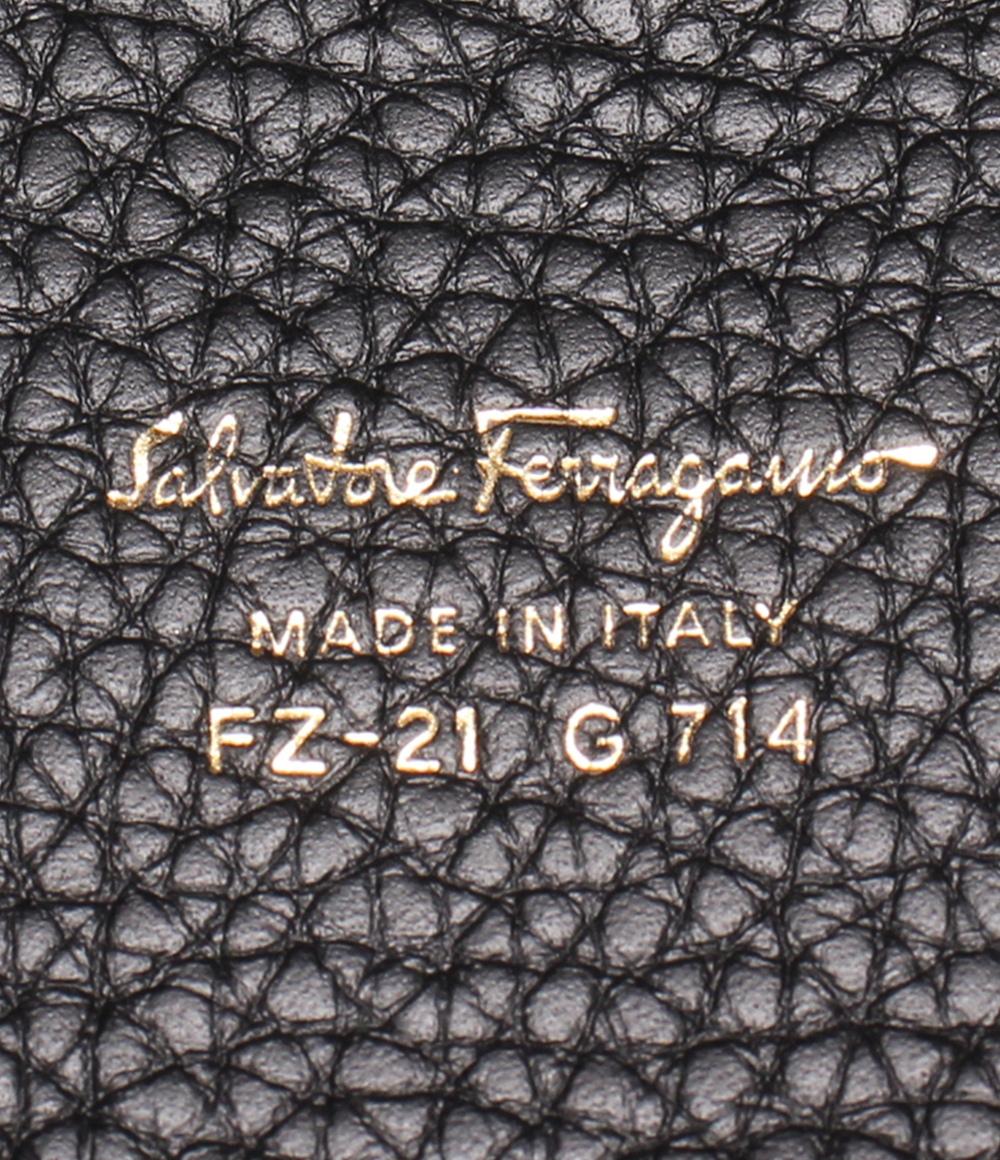 Salvatore Ferragamo
MADE IN ITALY
FZ-21 G 714